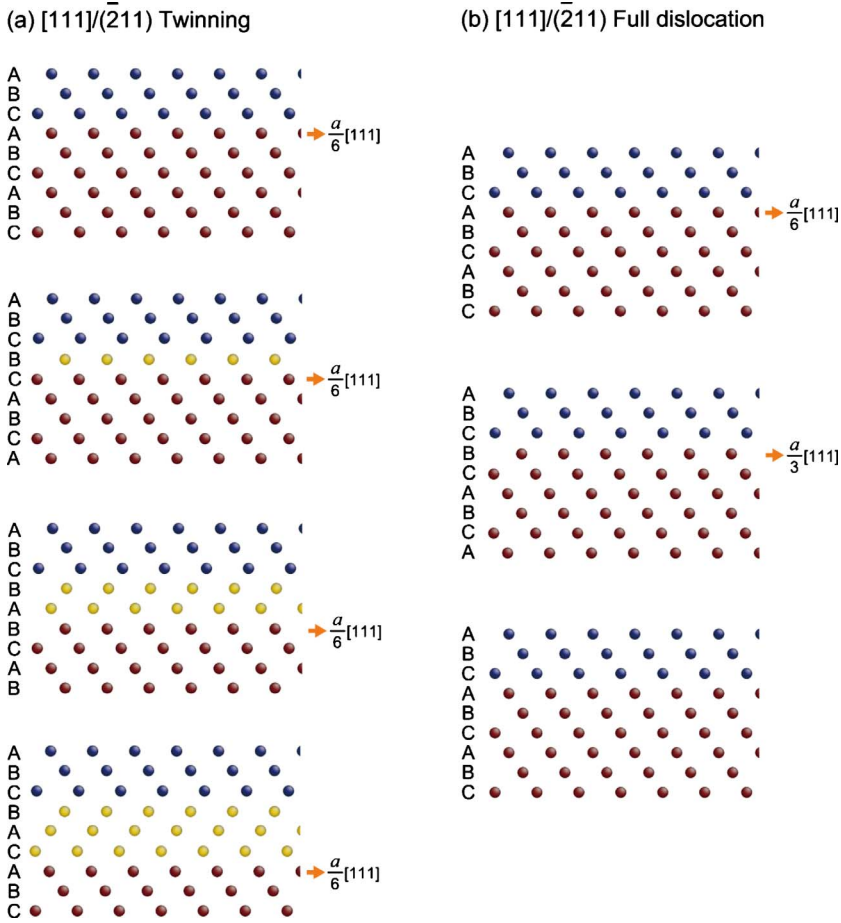 (a) [111]/(2̄11) Twinning
A
B
C
A a/6 [111]
B
C
A
B
C
A
B
C
B
C a/6 [111]
A
B
C
A
A
B
C
B
A
B a/6 [111]
C
A
B
A
B
C
B
A
C
A a/6 [111]
B
C
(b) [111]/(2̄11) Full dislocation
A
B
C
A a/6 [111]
B
C
A
B
C
A
B
C
B a/3 [111]
C
A
B
C
A
A
B
C
A
B
C
A
B
C